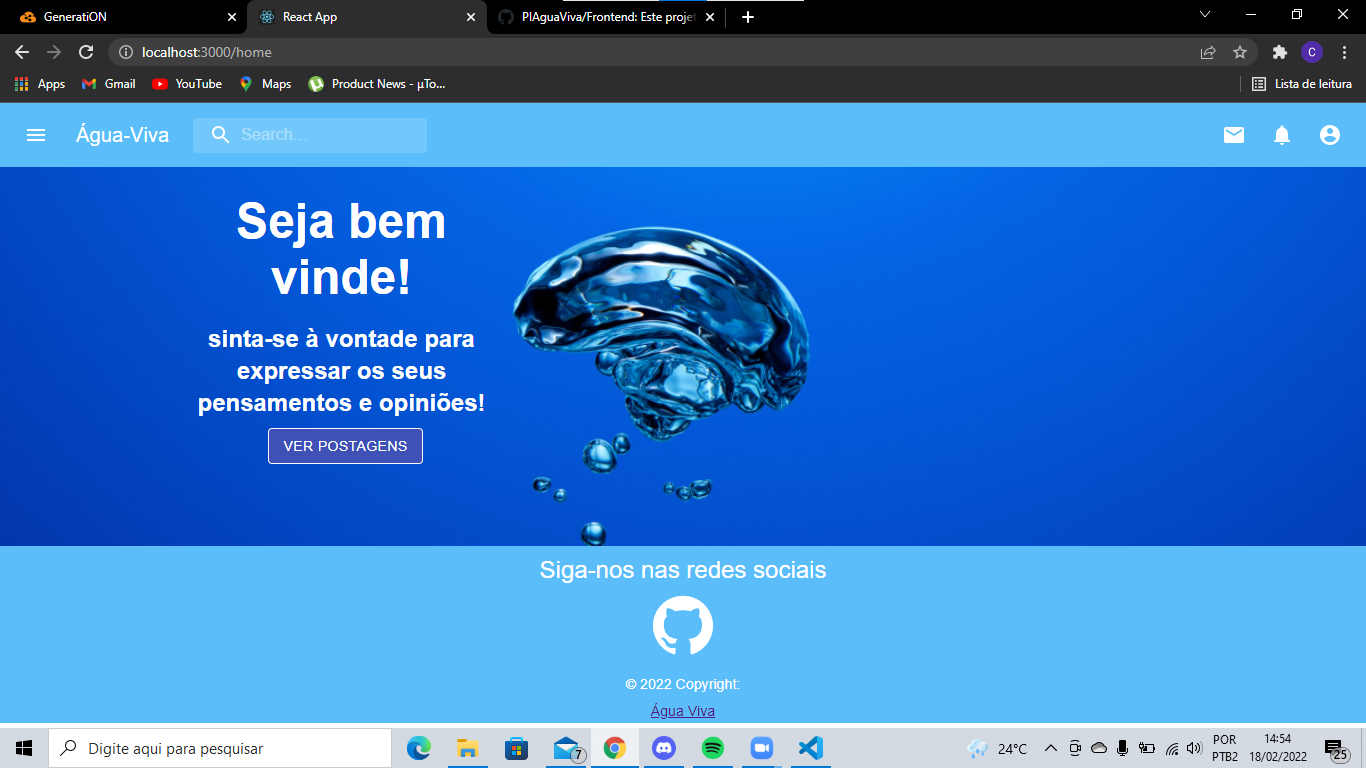 GeneratiON
React App
PIAguaViva/Frontend: Este projet
localhost:3000/home
C
Apps
Gmail
YouTube
Maps
Product News - µTo...
Lista de leitura
Água-Viva
Search...
Seja bem
vinde!
sinta-se à vontade para
expressar os seus
pensamentos e opiniões!
VER POSTAGENS
Siga-nos nas redes sociais
© 2022 Copyright:
Água Viva
Digite aqui para pesquisar
7
24°C
POR
PTB2
14:54
18/02/2022
25